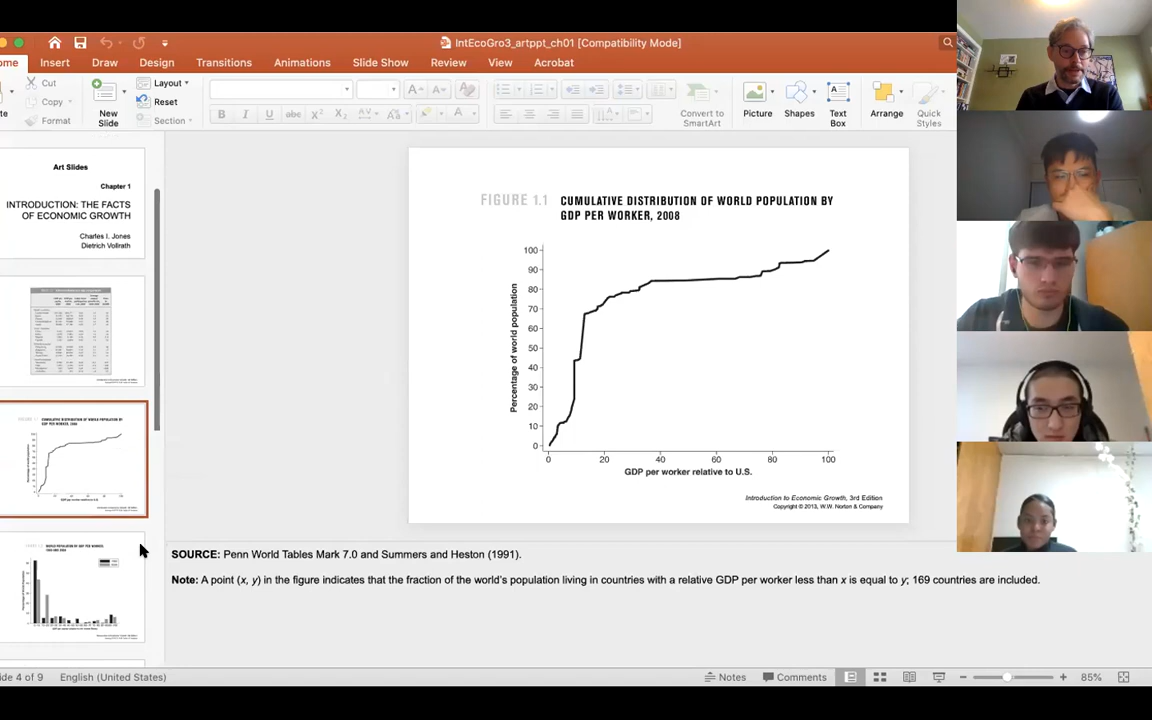 IntEcoGro3_artppt_ch01 [Compatibility Mode]
ome Insert Draw Design Transitions Animations Slide Show Review View Acrobat
Cut
Copy
Format
New
Slide
Layout
Reset
Section
Convert to
SmartArt
Picture
Shapes
Text
Box
Arrange
Quick
Styles
Art Slides
Chapter 1
INTRODUCTION: THE FACTS
OF ECONOMIC GROWTH
Charles I. Jones
Dietrich Vollrath
FIGURE 1.1 CUMULATIVE DISTRIBUTION OF WORLD POPULATION BY
GDP PER WORKER, 2008
Percentage of world population
100
90
80
70
60
50
40
30
20
10
0
0 20 40 60 80 100
GDP per worker relative to U.S.
Introduction to Economic Growth, 3rd Edition
Copyright © 2013, W.W. Norton & Company
SOURCE: Penn World Tables Mark 7.0 and Summers and Heston (1991).
Note: A point (x, y) in the figure indicates that the fraction of the world's population living in countries with a relative GDP per worker less than x is equal to y; 169 countries are included.
ide 4 of 9 English (United States) Notes Comments 85%